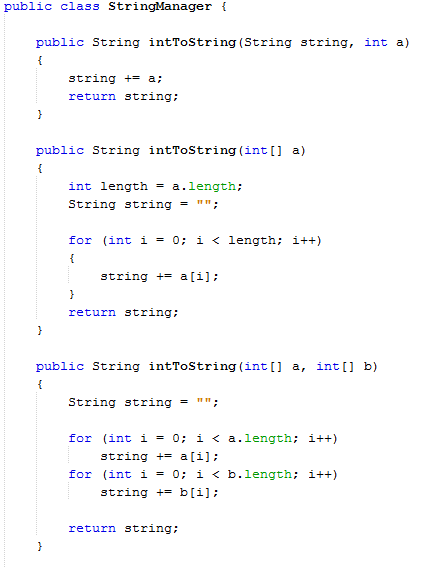 public class StringManager {
public String intToString(String string, int a)
{
string += a;
return string;
}
public String intToString(int[] a)
{
int length = a.length;
String string = "";
for (int i = 0; i < length; i++)
{
string += a[i];
}
return string;
}
public String intToString(int[] a, int[] b)
{
String string = "";
for (int i = 0; i < a.length; i++)
string += a[i];
for (int i = 0; i < b.length; i++)
string += b[i];
return string;
}